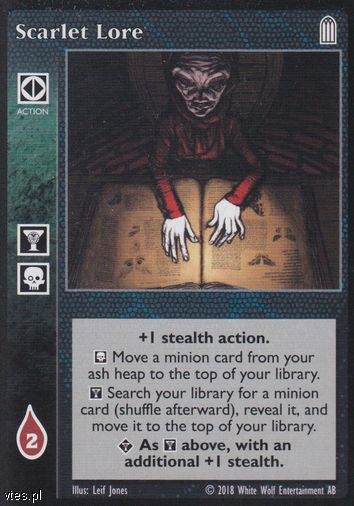 Scarlet Lore
ACTION
+1 stealth action.
Move a minion card from your
ash heap to the top of your library.
Search your library for a minion
card (shuffle afterward), reveal it, and
move it to the top of your library.
As above, with an
additional +1 stealth.
2
Illus: Leif Jones © 2018 White Wolf Entertainment AB
vtes.pl